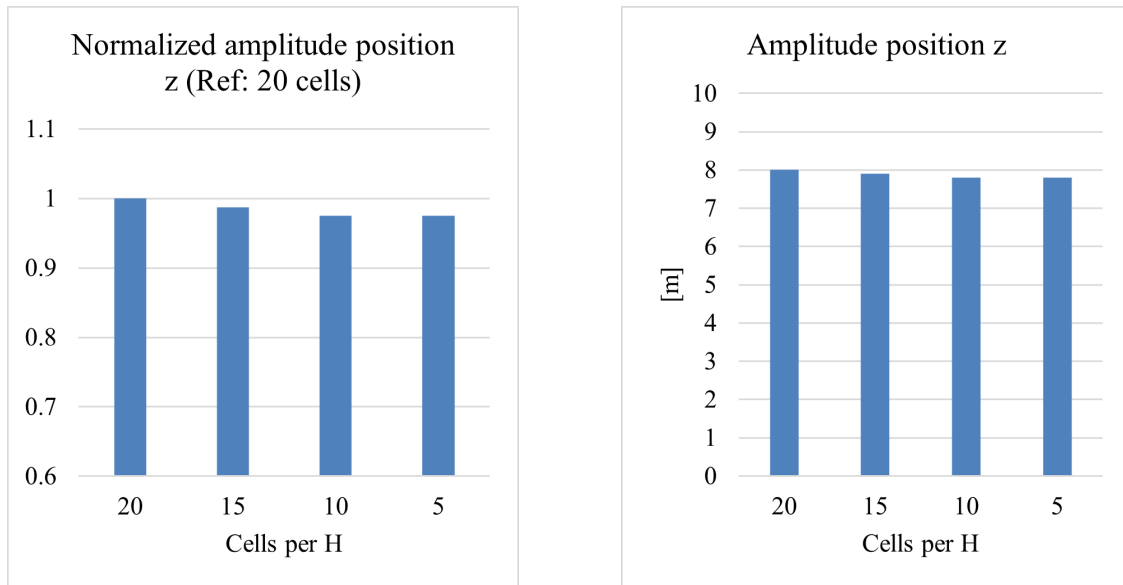 Normalized amplitude position
z (Ref: 20 cells)
1.1
1
0.9
0.8
0.7
0.6
20 15 10 5
Cells per H
Amplitude position z
10
9
8
7
6
5
4
3
2
1
0
[m]
20 15 10 5
Cells per H